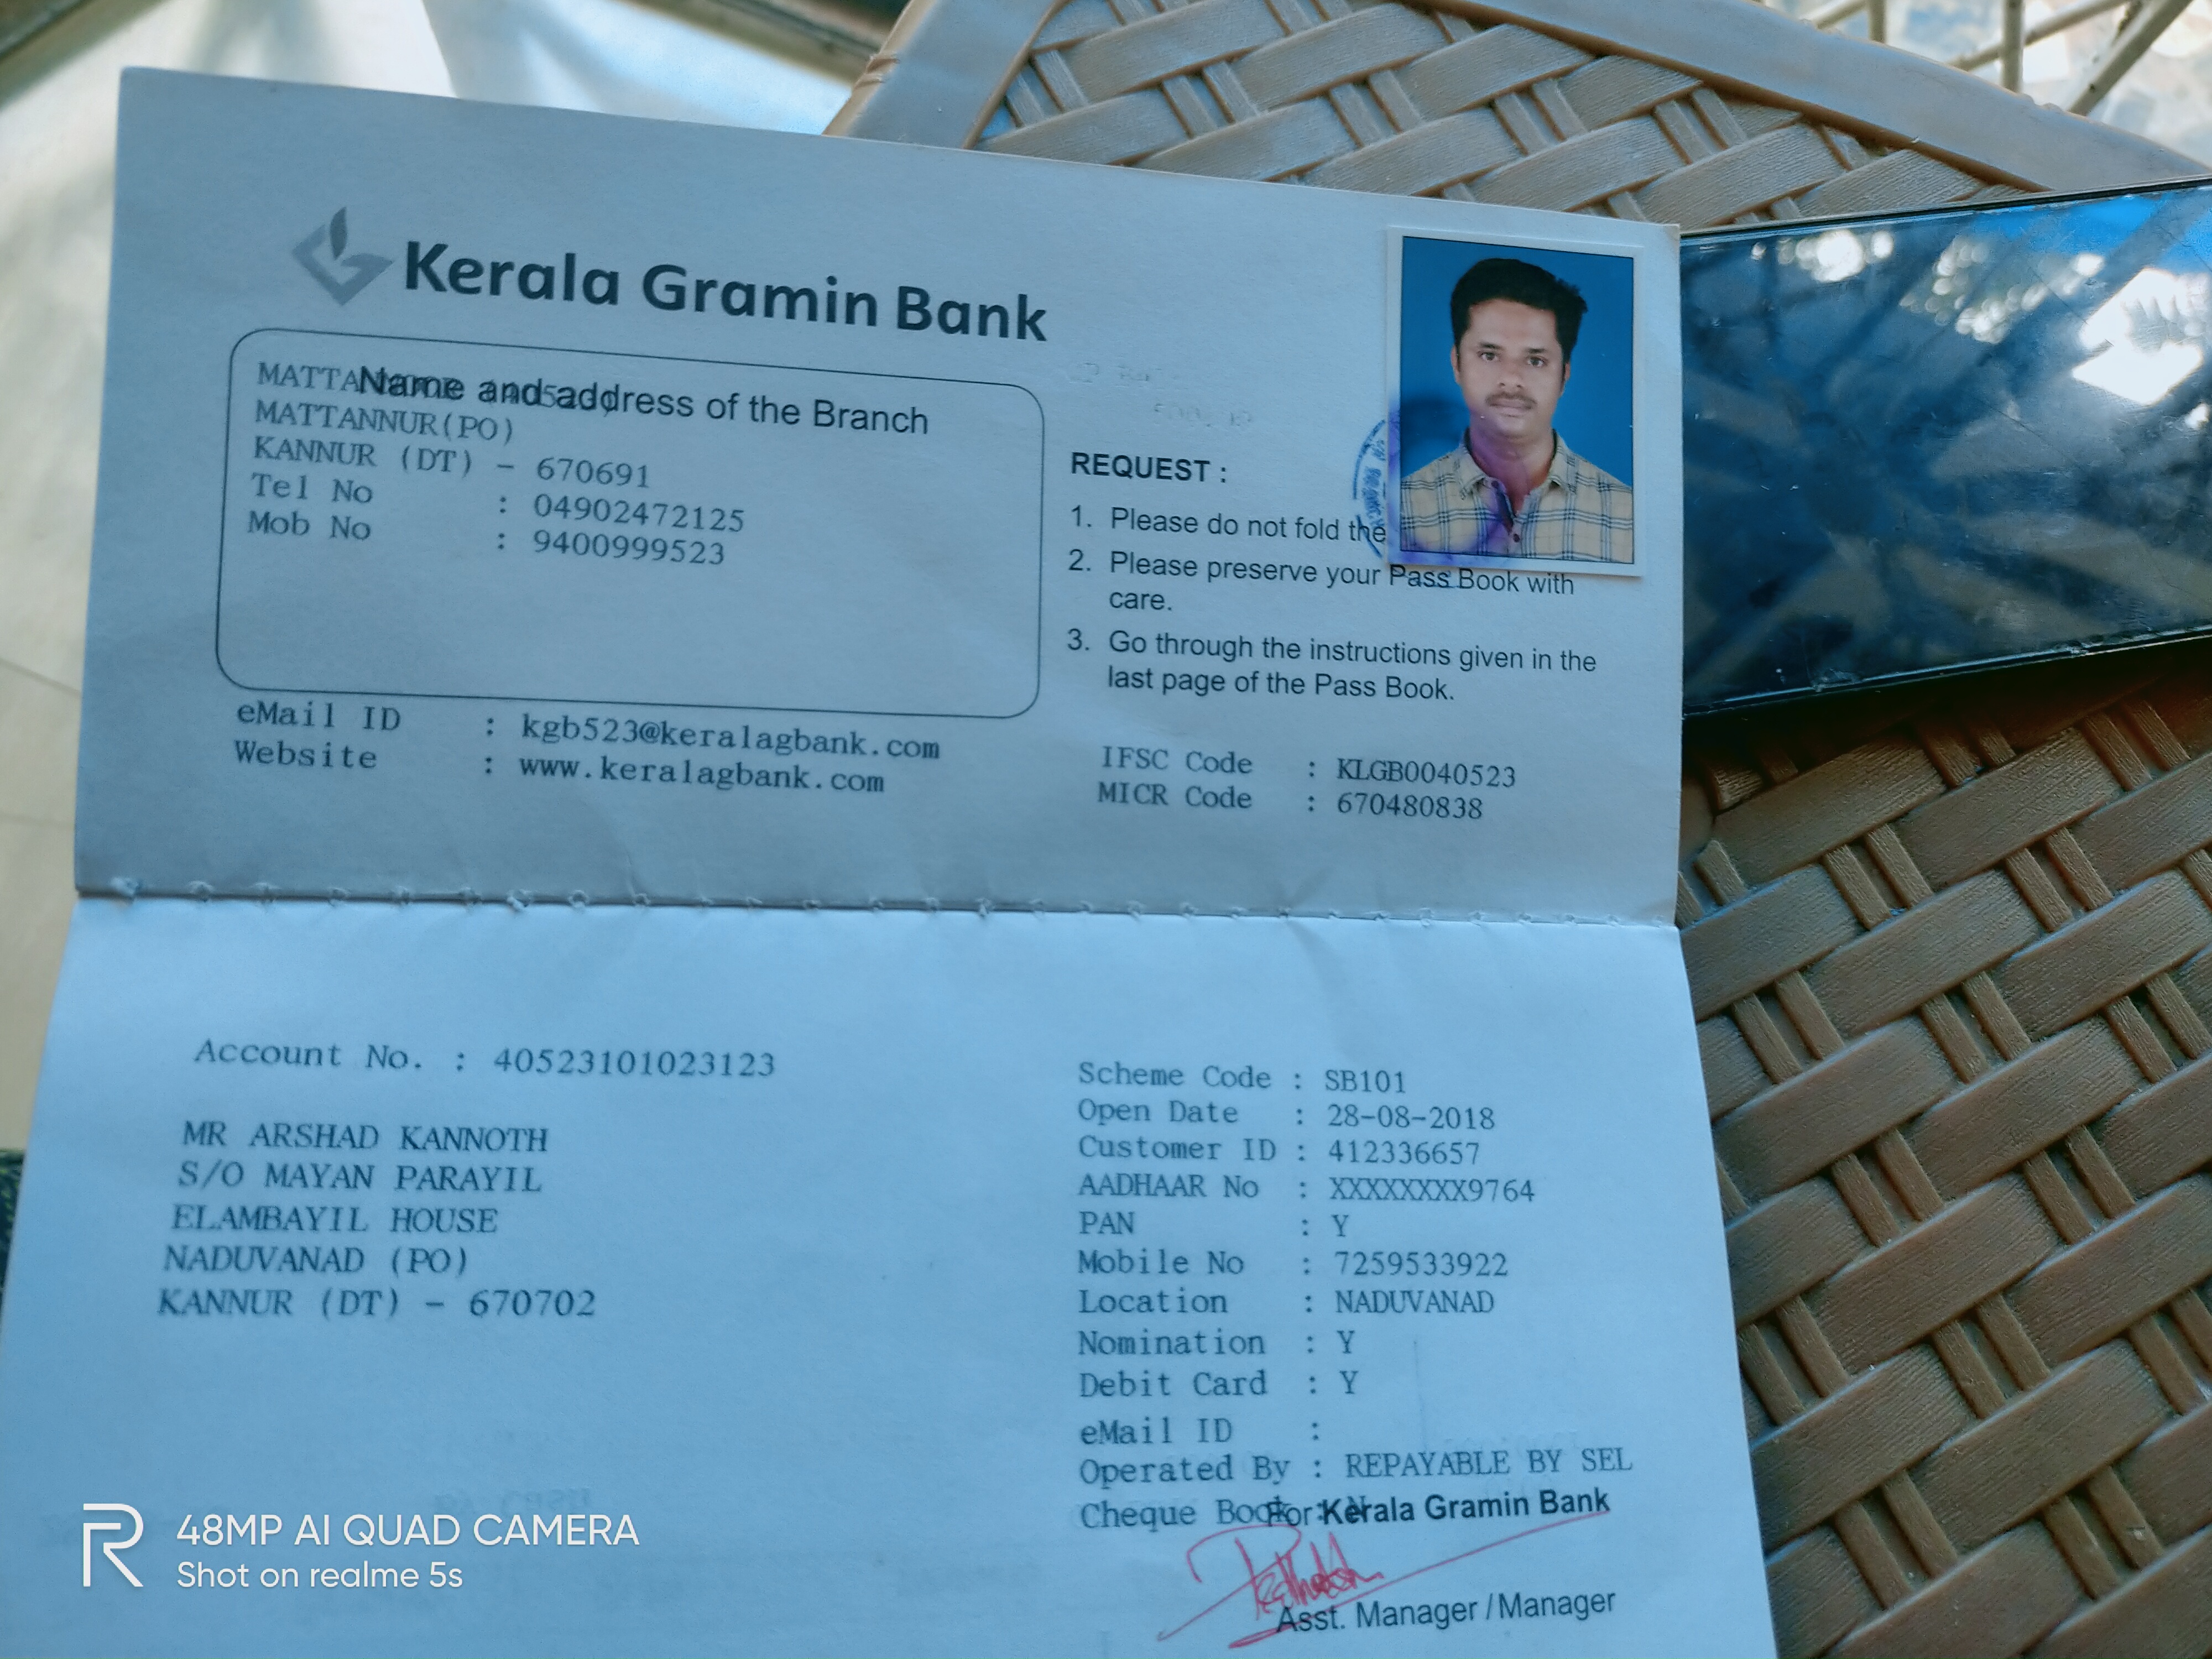 Kerala Gramin Bank
Name and address of the Branch
MATTANNUR(PO)
KANNUR (DT) - 670691
Tel No : 04902472125
Mob No : 9400999523
eMail ID : kgb523@keralagbank.com
Website : www.keralagbank.com
REQUEST :
1. Please do not fold the
2. Please preserve your Pass Book with
care.
3. Go through the instructions given in the
last page of the Pass Book.
IFSC Code : KLGB0040523
MICR Code : 670480838
Account No. : 40523101023123
MR ARSHAD KANNOTH
S/O MAYAN PARAYIL
ELAMBAYIL HOUSE
NADUVANAD (PO)
KANNUR (DT) - 670702
Scheme Code : SB101
Open Date : 28-08-2018
Customer ID : 412336657
AADHAAR No : XXXXXXXX9764
PAN : Y
Mobile No : 7259533922
Location : NADUVANAD
Nomination : Y
Debit Card : Y
eMail ID :
Operated By : REPAYABLE BY SEL
Cheque Book : N
For Kerala Gramin Bank
Asst. Manager / Manager
48MP AI QUAD CAMERA
Shot on realme 5s